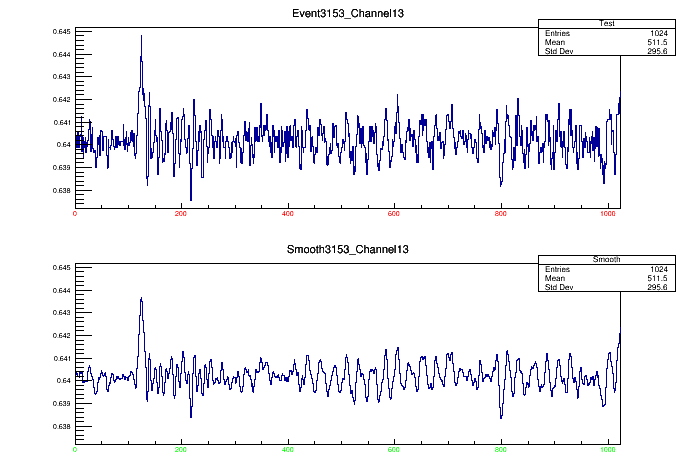 Event3153_Channel13
Test
Entries 1024
Mean 511.5
Std Dev 295.6
0.645
0.644
0.643
0.642
0.641
0.64
0.639
0.638
0 200 400 600 800 1000
Smooth3153_Channel13
Smooth
Entries 1024
Mean 511.5
Std Dev 295.6
0.645
0.644
0.643
0.642
0.641
0.64
0.639
0.638
0 200 400 600 800 1000